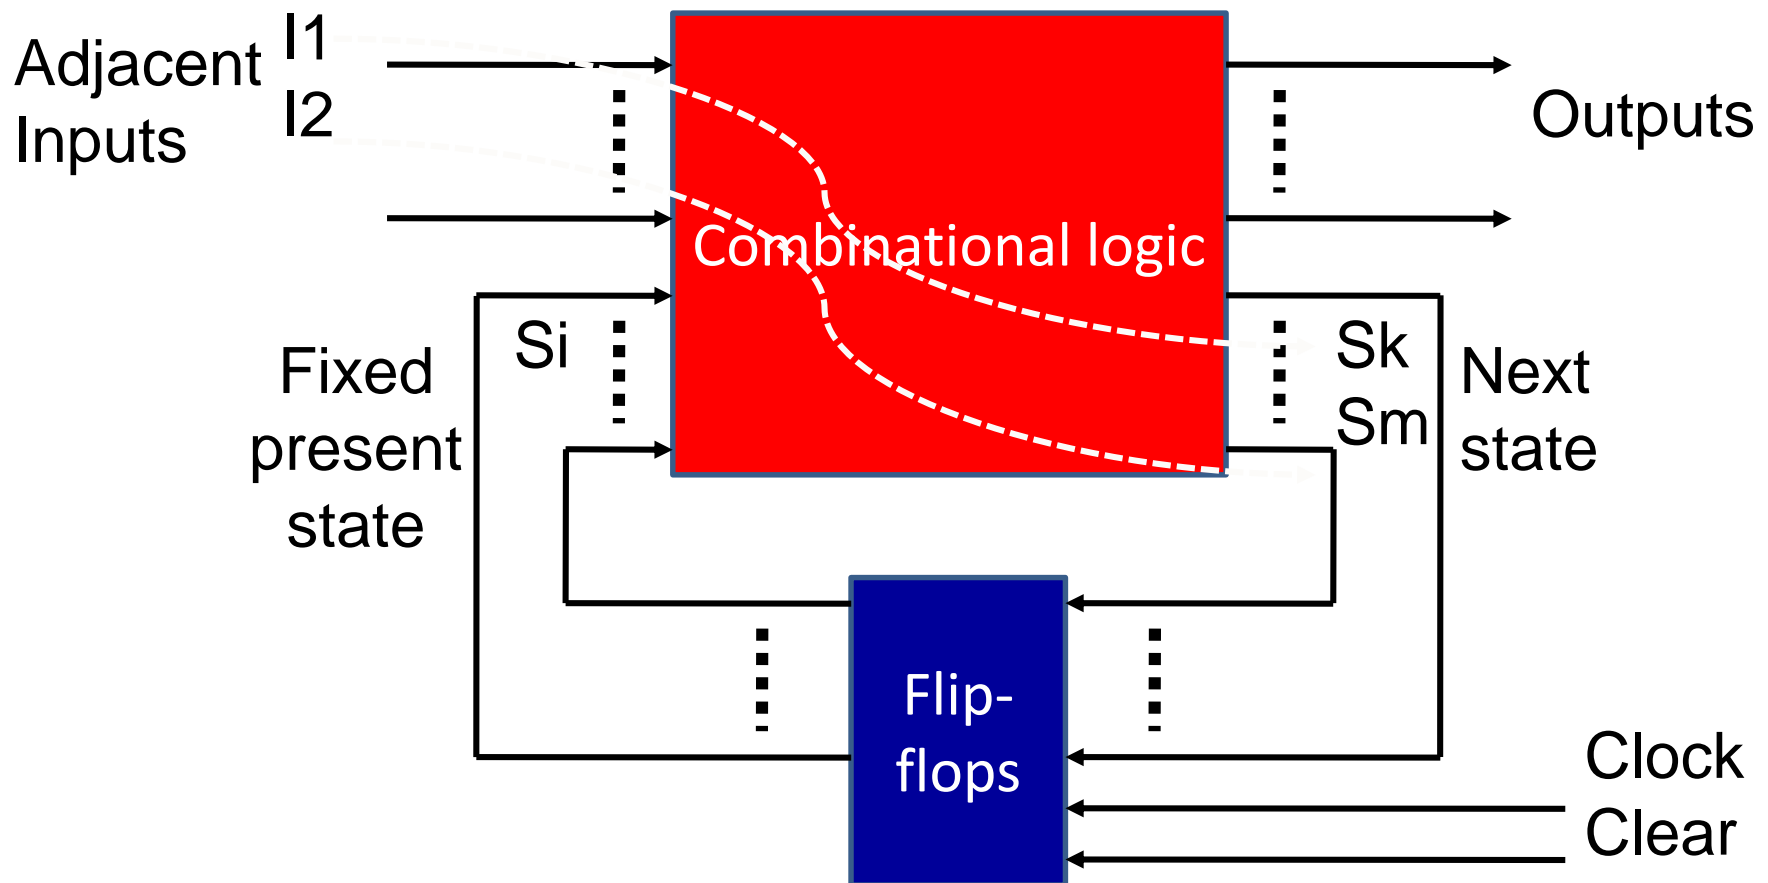 Adjacent
Inputs
I1
I2
Outputs
Combinational logic
Si
Fixed
present
state
Sk
Sm
Next
state
Flip-
flops
Clock
Clear